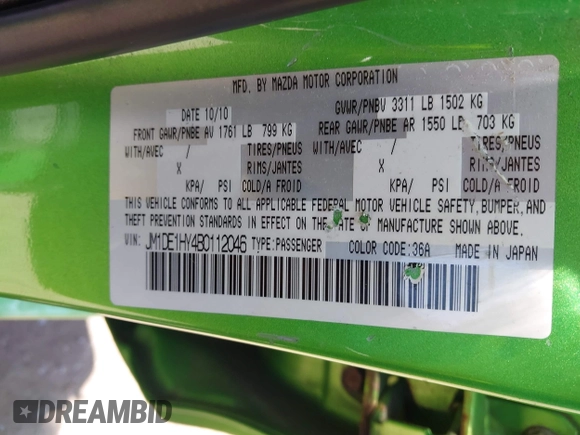 MFD. BY MAZDA MOTOR CORPORATION
DATE 10/10 GVWR/PNBV 3311 LB 1502 KG
FRONT GAWR/PNBE AV 1761 LB 799 KG REAR GAWR/PNBE AR 1550 LB 703 KG
WITH/AVEC / TIRES/PNEUS WITH/AVEC / TIRES/PNEUS
X RIMS/JANTES X RIMS/JANTES
KPA/ PSI COLD/A FROID KPA/ PSI COLD/A FROID
THIS VEHICLE CONFORMS TO ALL APPLICABLE FEDERAL MOTOR VEHICLE SAFETY, BUMPER, AND THEFT PREVENTION STANDARDS IN EFFECT ON THE DATE OF MANUFACTURE SHOWN ABOVE.
VIN: JM1DE1HY4B0112046 TYPE:PASSENGER COLOR CODE:36A MADE IN JAPAN
DREAMBID